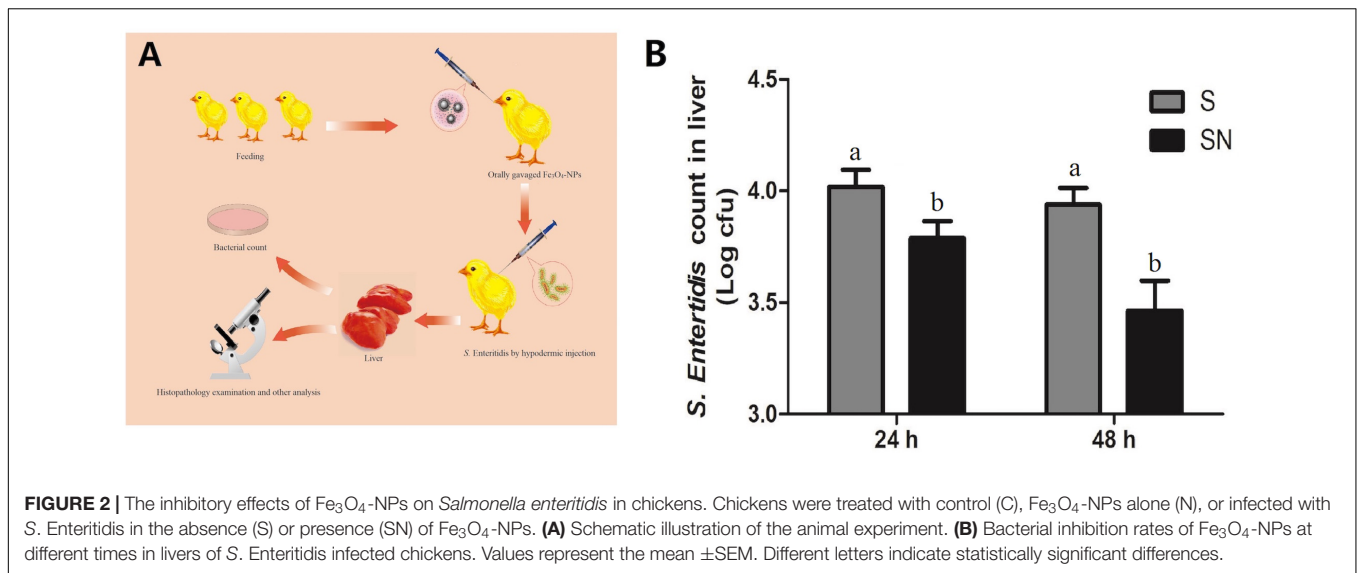 A
Feeding
Orally gavaged Fe₃O₄-NPs
Bacterial count
Liver
S. Enteritidis by hypodermic injection
Histopathology examination and other analysis
B
S. Entertidis count in liver
(Log cfu)
4.5
4.0
3.5
3.0
S
SN
a
b
a
b
24 h
48 h
FIGURE 2 | The inhibitory effects of Fe₃O₄-NPs on Salmonella enteritidis in chickens. Chickens were treated with control (C), Fe₃O₄-NPs alone (N), or infected with
S. Enteritidis in the absence (S) or presence (SN) of Fe₃O₄-NPs. (A) Schematic illustration of the animal experiment. (B) Bacterial inhibition rates of Fe₃O₄-NPs at
different times in livers of S. Enteritidis infected chickens. Values represent the mean ±SEM. Different letters indicate statistically significant differences.